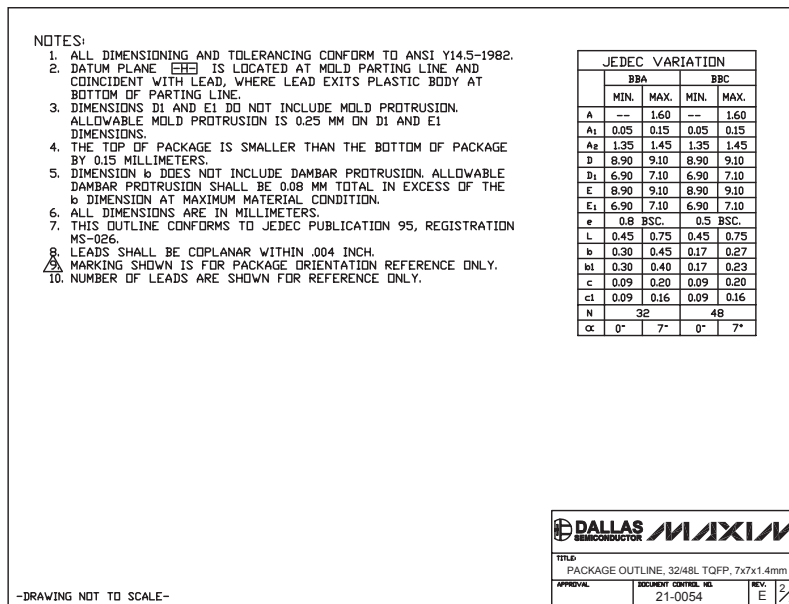 NOTES:
1. ALL DIMENSIONING AND TOLERANCING CONFORM TO ANSI Y14.5-1982.
2. DATUM PLANE -H- IS LOCATED AT MOLD PARTING LINE AND
COINCIDENT WITH LEAD, WHERE LEAD EXITS PLASTIC BODY AT
BOTTOM OF PARTING LINE.
3. DIMENSIONS D1 AND E1 DO NOT INCLUDE MOLD PROTRUSION.
ALLOWABLE MOLD PROTRUSION IS 0.25 MM ON D1 AND E1
DIMENSIONS.
4. THE TOP OF PACKAGE IS SMALLER THAN THE BOTTOM OF PACKAGE
BY 0.15 MILLIMETERS.
5. DIMENSION b DOES NOT INCLUDE DAMBAR PROTRUSION. ALLOWABLE
DAMBAR PROTRUSION SHALL BE 0.08 MM TOTAL IN EXCESS OF THE
b DIMENSION AT MAXIMUM MATERIAL CONDITION.
6. ALL DIMENSIONS ARE IN MILLIMETERS.
7. THIS OUTLINE CONFORMS TO JEDEC PUBLICATION 95, REGISTRATION
MS-026.
8. LEADS SHALL BE COPLANAR WITHIN .004 INCH.
9. MARKING SHOWN IS FOR PACKAGE ORIENTATION REFERENCE ONLY.
10. NUMBER OF LEADS ARE SHOWN FOR REFERENCE ONLY.
JEDEC VARIATION
BBA BBC
MIN. MAX. MIN. MAX.
A -- 1.60 -- 1.60
A1 0.05 0.15 0.05 0.15
A2 1.35 1.45 1.35 1.45
D 8.90 9.10 8.90 9.10
D1 6.90 7.10 6.90 7.10
E 8.90 9.10 8.90 9.10
E1 6.90 7.10 6.90 7.10
e 0.8 BSC. 0.5 BSC.
L 0.45 0.75 0.45 0.75
b 0.30 0.45 0.17 0.27
b1 0.30 0.40 0.17 0.23
c 0.09 0.20 0.09 0.20
c1 0.09 0.16 0.09 0.16
N 32 48
α 0° 7° 0° 7°
DALLAS SEMICONDUCTOR MAXIM
TITLE:
PACKAGE OUTLINE, 32/48L TQFP, 7x7x1.4mm
APPROVAL DOCUMENT CONTROL NO. REV.
21-0054 E 2/
-DRAWING NOT TO SCALE-